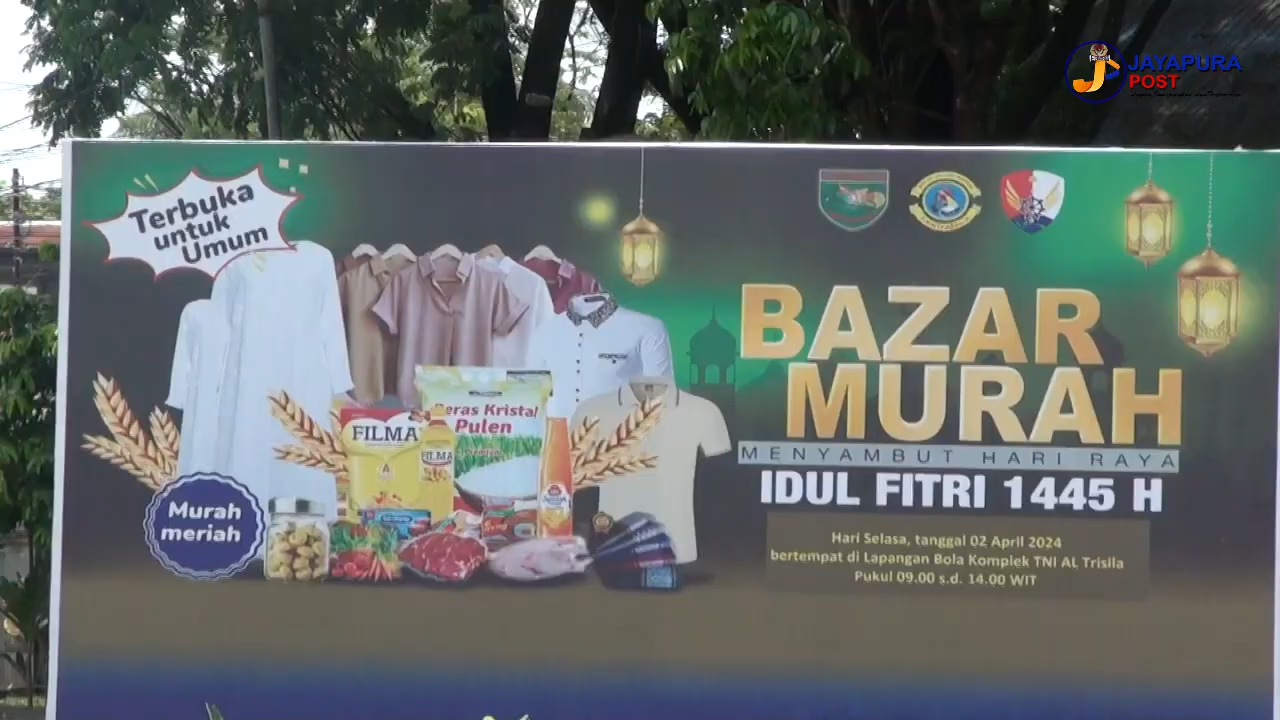 JAYAPURA
POST
Terbuka
untuk
Umum
BAZAR
MURAH
MENYAMBUT HARI RAYA
IDUL FITRI 1445 H
Hari Selasa, tanggal 02 April 2024
bertempat di Lapangan Bola Komplek TNI AL Trisila
Pukul 09.00 s.d. 14.00 WIT
Beras Kristal
Pulen
FILMA
FILMA
Murah
meriah